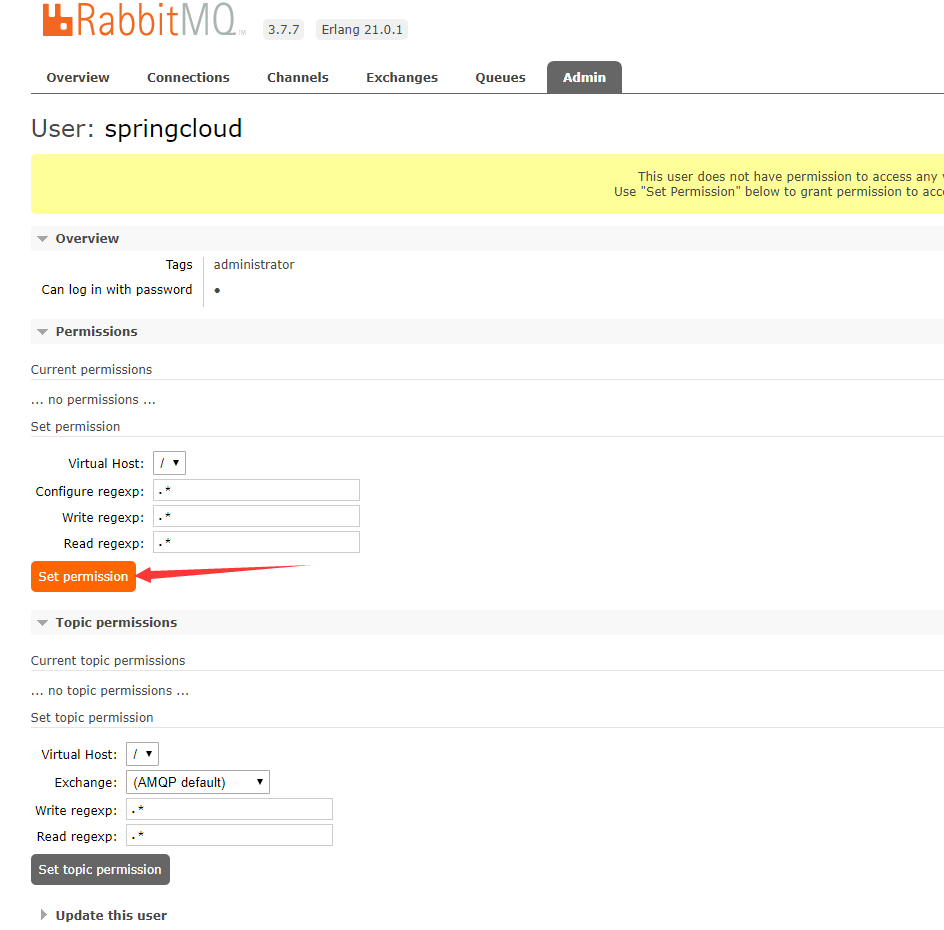 RabbitMQ TM 3.7.7 Erlang 21.0.1
Overview Connections Channels Exchanges Queues Admin
User: springcloud
This user does not have permission to access any
Use "Set Permission" below to grant permission to
Overview
Tags administrator
Can log in with password ●
Permissions
Current permissions
... no permissions ...
Set permission
Virtual Host: /
Configure regexp: .*
Write regexp: .*
Read regexp: .*
Set permission
Topic permissions
Current topic permissions
... no topic permissions ...
Set topic permission
Virtual Host: /
Exchange: (AMQP default)
Write regexp: .*
Read regexp: .*
Set topic permission
Update this user